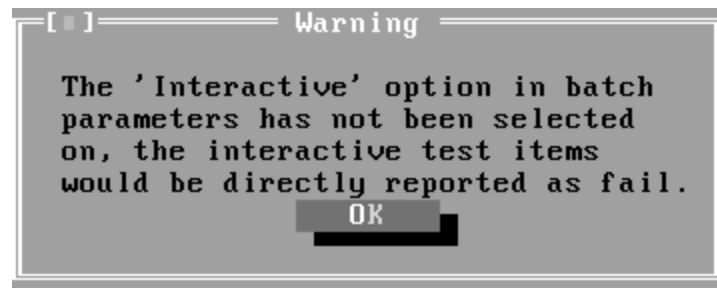 [■] Warning
The 'Interactive' option in batch
parameters has not been selected
on, the interactive test items
would be directly reported as fail.
OK